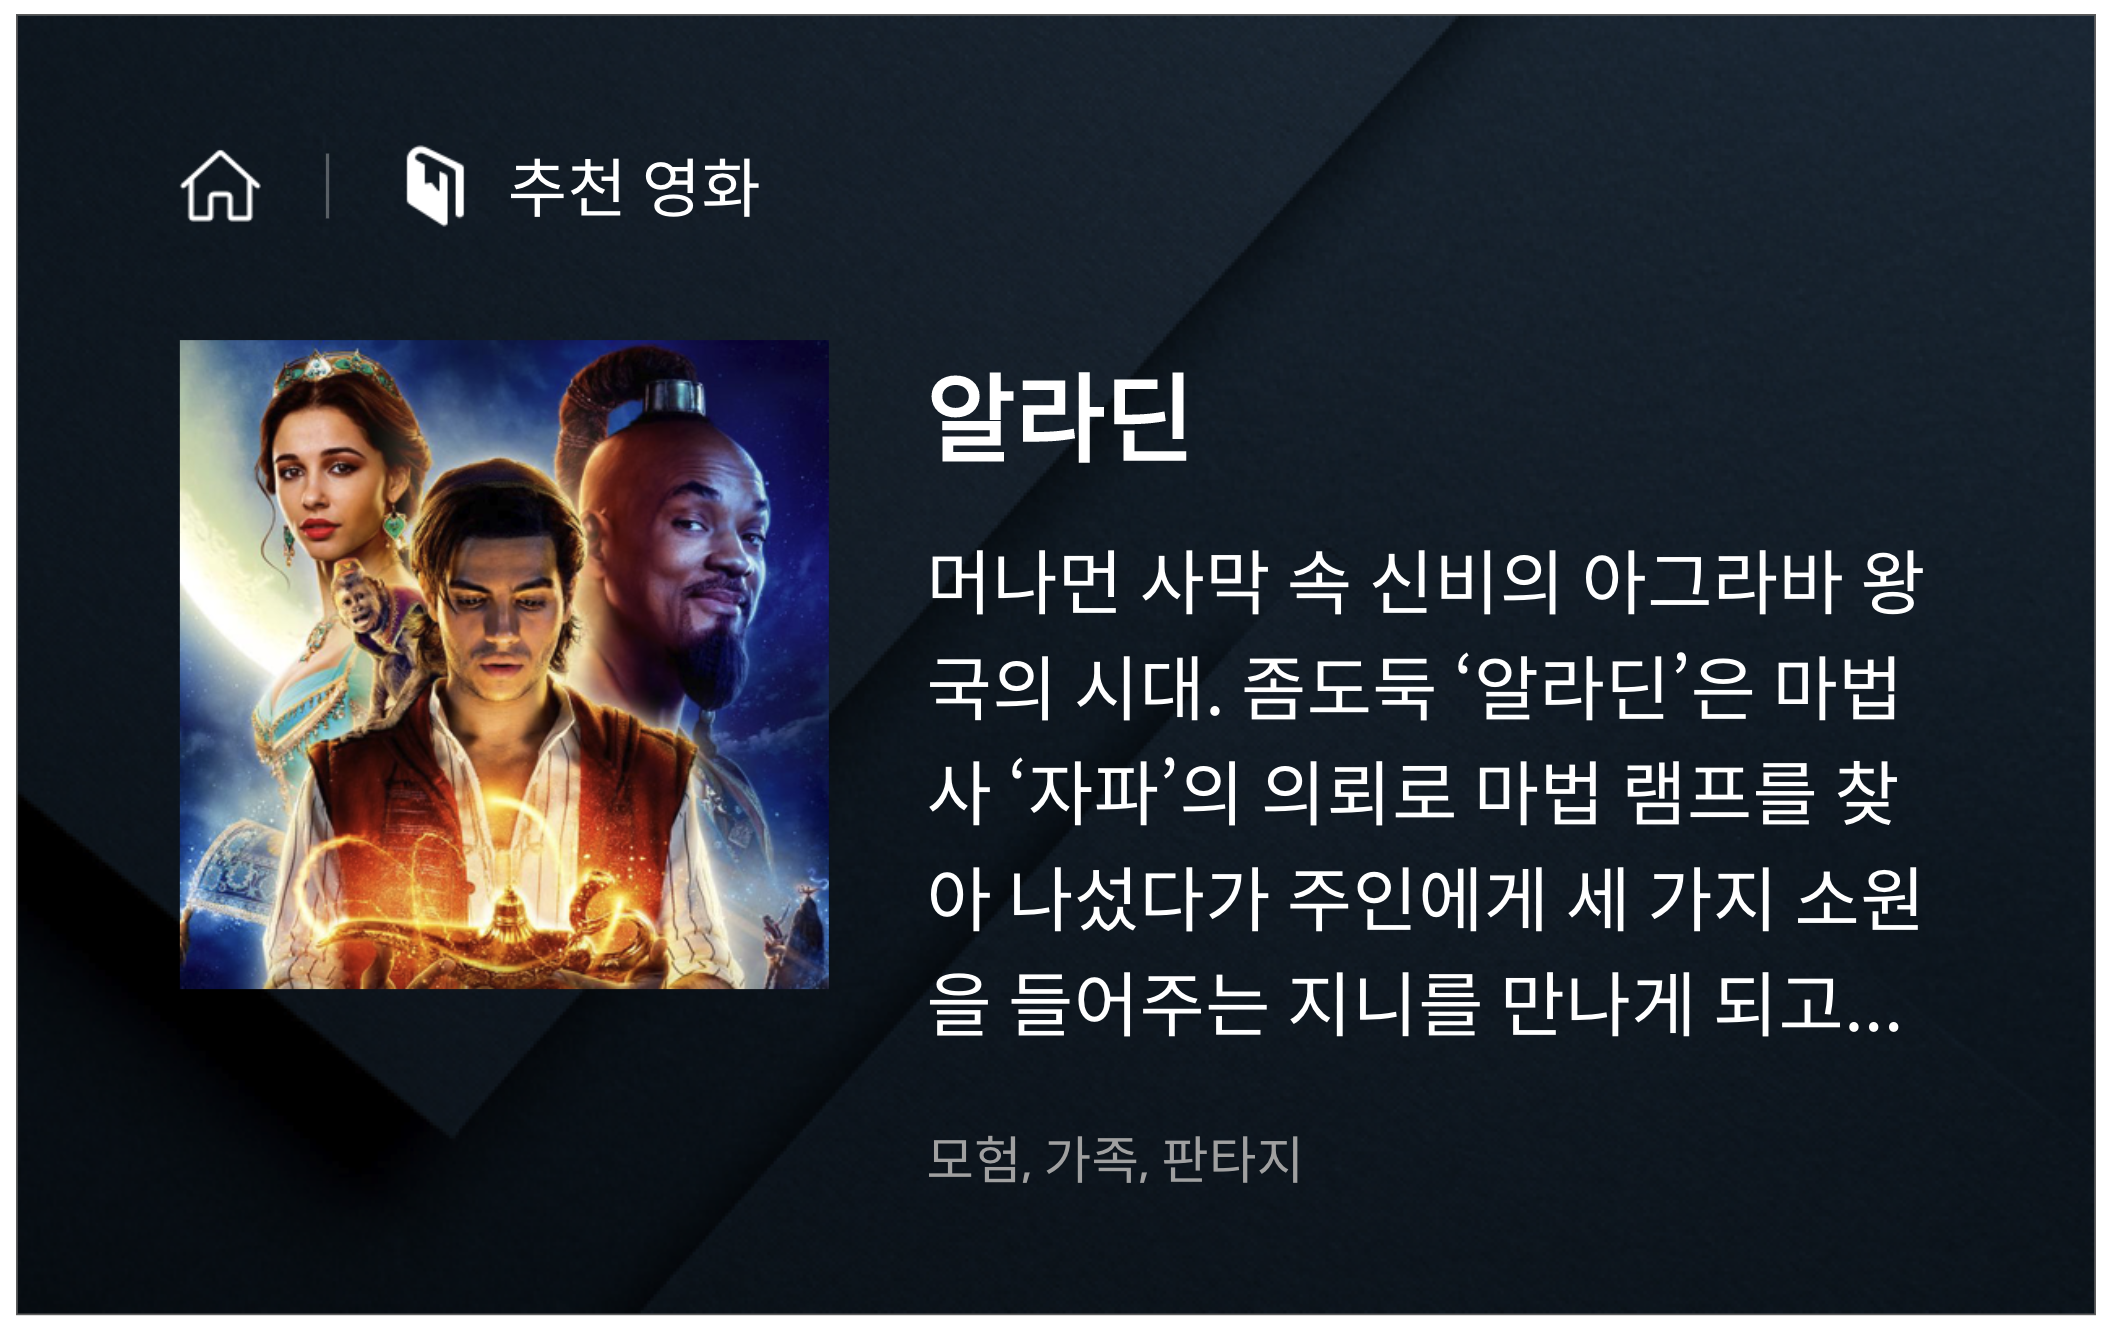 추천 영화
알라딘
머나먼 사막 속 신비의 아그라바 왕
국의 시대. 좀도둑 ‘알라딘’은 마법
사 ‘자파’의 의뢰로 마법 램프를 찾
아 나섰다가 주인에게 세 가지 소원
을 들어주는 지니를 만나게 되고...
모험, 가족, 판타지